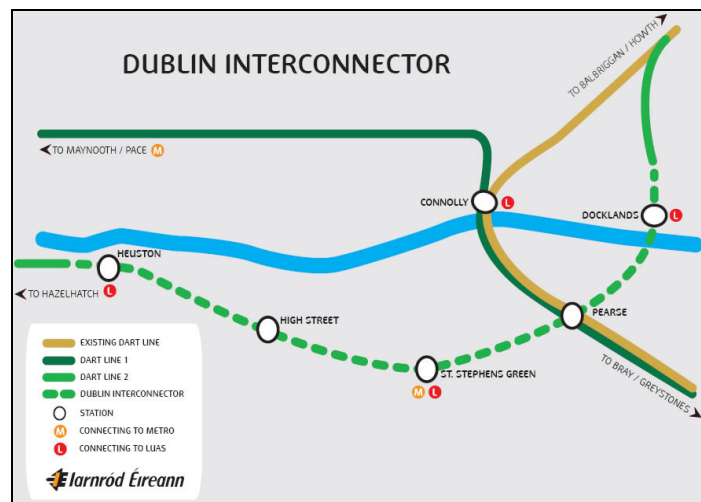 DUBLIN INTERCONNECTOR
TO BALBRIGGAN / HOWTH
TO MAYNOOTH / PACE M
CONNOLLY L
DOCKLANDS L
HEUSTON
L
TO HAZELHATCH
HIGH STREET
PEARSE
ST. STEPHENS GREEN
M L
TO BRAY / GREYSTONES
EXISTING DART LINE
DART LINE 1
DART LINE 2
DUBLIN INTERCONNECTOR
STATION
M CONNECTING TO METRO
L CONNECTING TO LUAS
Iarnród Éireann